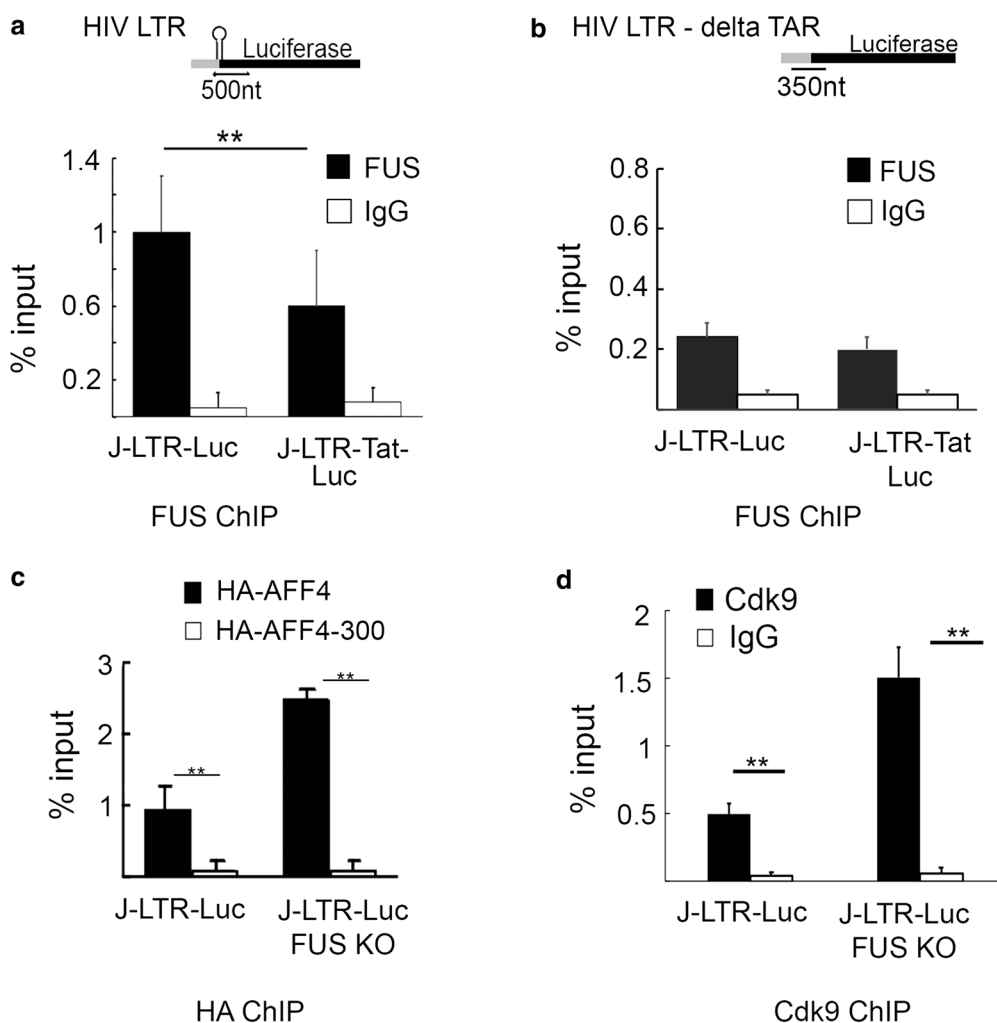 a HIV LTR
Luciferase
500nt
**
FUS
IgG
1.4
1
0.6
0.2
% input
J-LTR-Luc
J-LTR-Tat-
Luc
FUS ChIP
b HIV LTR - delta TAR
Luciferase
350nt
FUS
IgG
0.8
0.6
0.4
0.2
% input
J-LTR-Luc
J-LTR-Tat
Luc
FUS ChIP
c
HA-AFF4
HA-AFF4-300
3
2
1
% input
**
**
J-LTR-Luc
J-LTR-Luc
FUS KO
HA ChIP
d
Cdk9
IgG
2
1.5
1
0.5
% input
**
**
J-LTR-Luc
J-LTR-Luc
FUS KO
Cdk9 ChIP